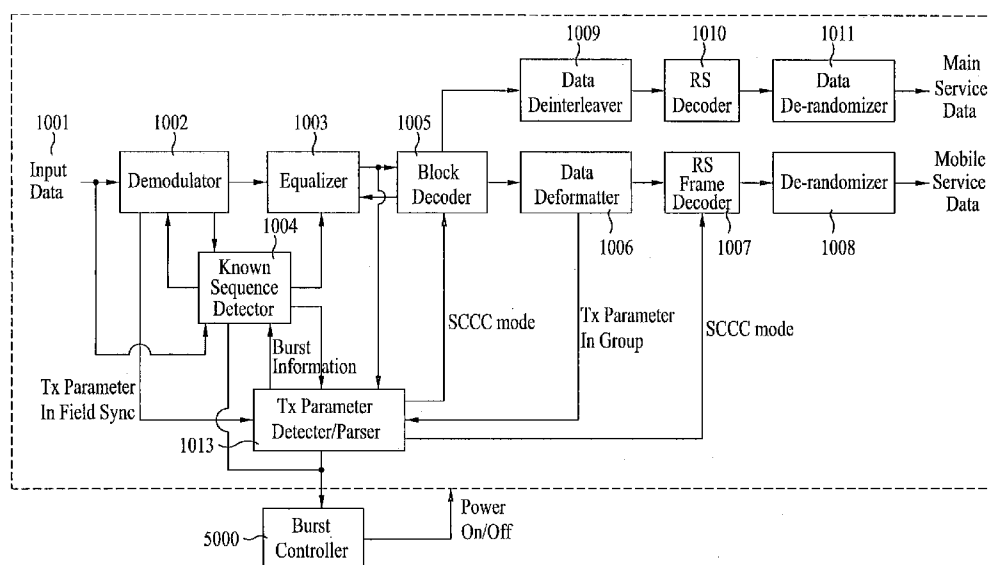 1009
1010
1011
Data
Deinterleaver
RS
Decoder
Data
De-randomizer
Main
Service
Data
1001
1002
1003
1005
Input
Data
Demodulator
Equalizer
Block
Decoder
Data
Deformatter
RS
Frame
Decoder
De-randomizer
Mobile
Service
Data
1004
1006
1007
1008
Known
Sequence
Detector
SCCC mode
Tx Parameter
In Group
SCCC mode
Burst
Information
Tx Parameter
In Field Sync
Tx Parameter
Detecter/Parser
1013
5000
Burst
Controller
Power
On/Off